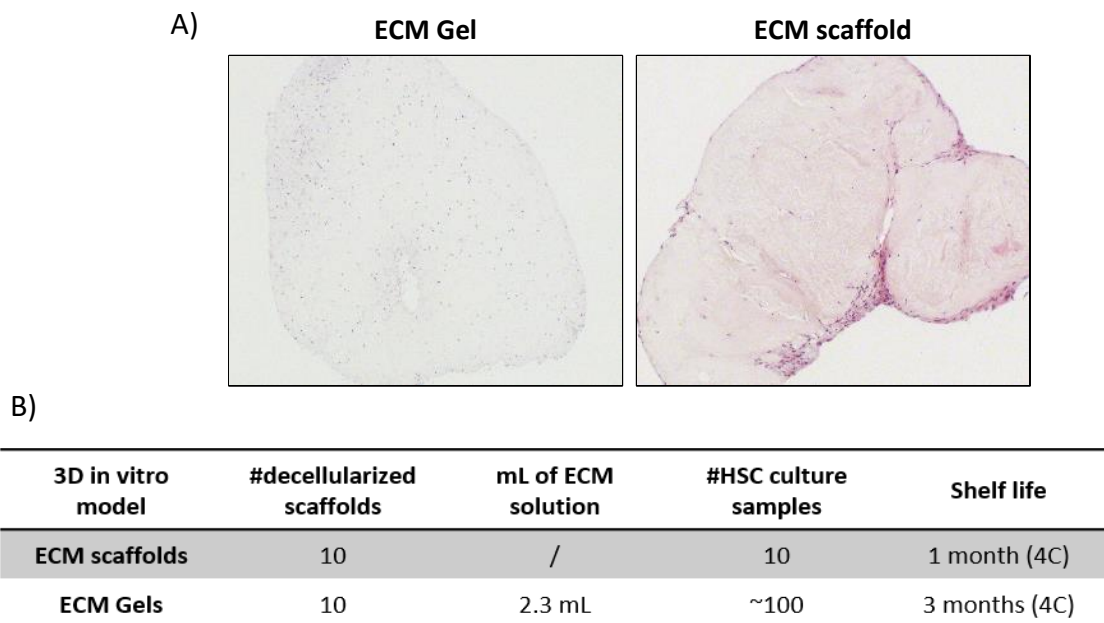 A)
ECM Gel
ECM scaffold
B)
3D in vitro model
#decellularized scaffolds
mL of ECM solution
#HSC culture samples
Shelf life
ECM scaffolds 10 / 10 1 month (4C)
ECM Gels 10 2.3 mL ~100 3 months (4C)